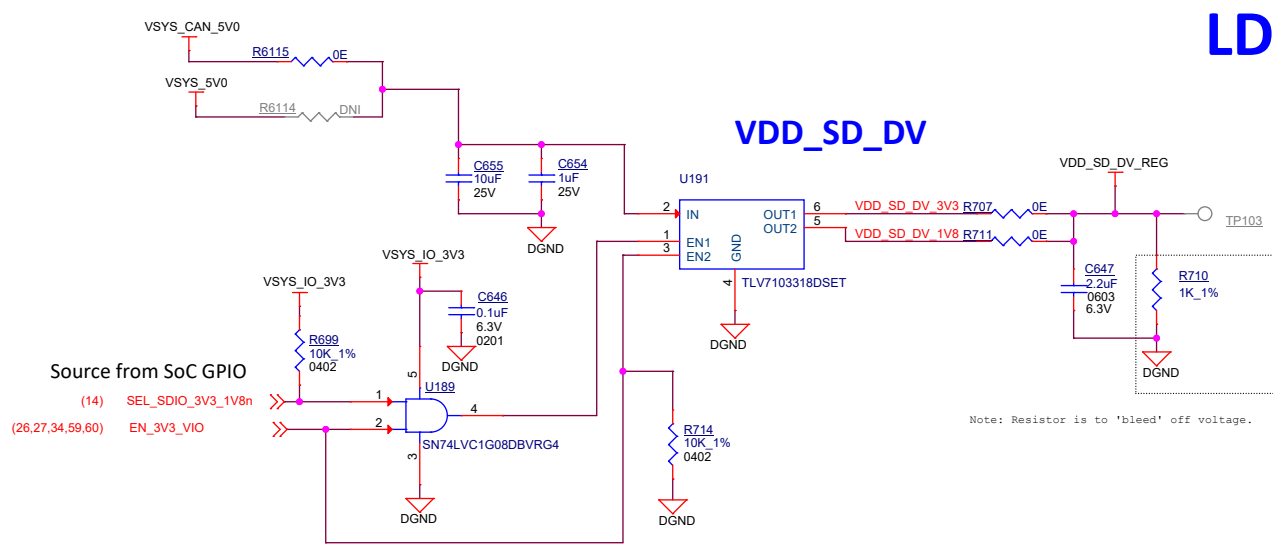 LD
VSYS_CAN_5V0
R6115
0E
VSYS_5V0
R6114
DNI
VDD_SD_DV
C655
10uF
25V
C654
1uF
25V
DGND
U191
2
IN
1
EN1
3
EN2
GND
4
OUT1
6
OUT2
5
TLV7103318DSET
DGND
VDD_SD_DV_3V3
R707
0E
VDD_SD_DV_1V8
R711
0E
VDD_SD_DV_REG
TP103
C647
2.2uF
0603
6.3V
R710
1K_1%
DGND
Note: Resistor is to 'bleed' off voltage.
VSYS_IO_3V3
VSYS_IO_3V3
C646
0.1uF
6.3V
0201
DGND
R699
10K_1%
0402
Source from SoC GPIO
(14) SEL_SDIO_3V3_1V8n
(26,27,34,59,60) EN_3V3_VIO
1
2
5
U189
4
3
SN74LVC1G08DBVRG4
DGND
R714
10K_1%
0402
DGND